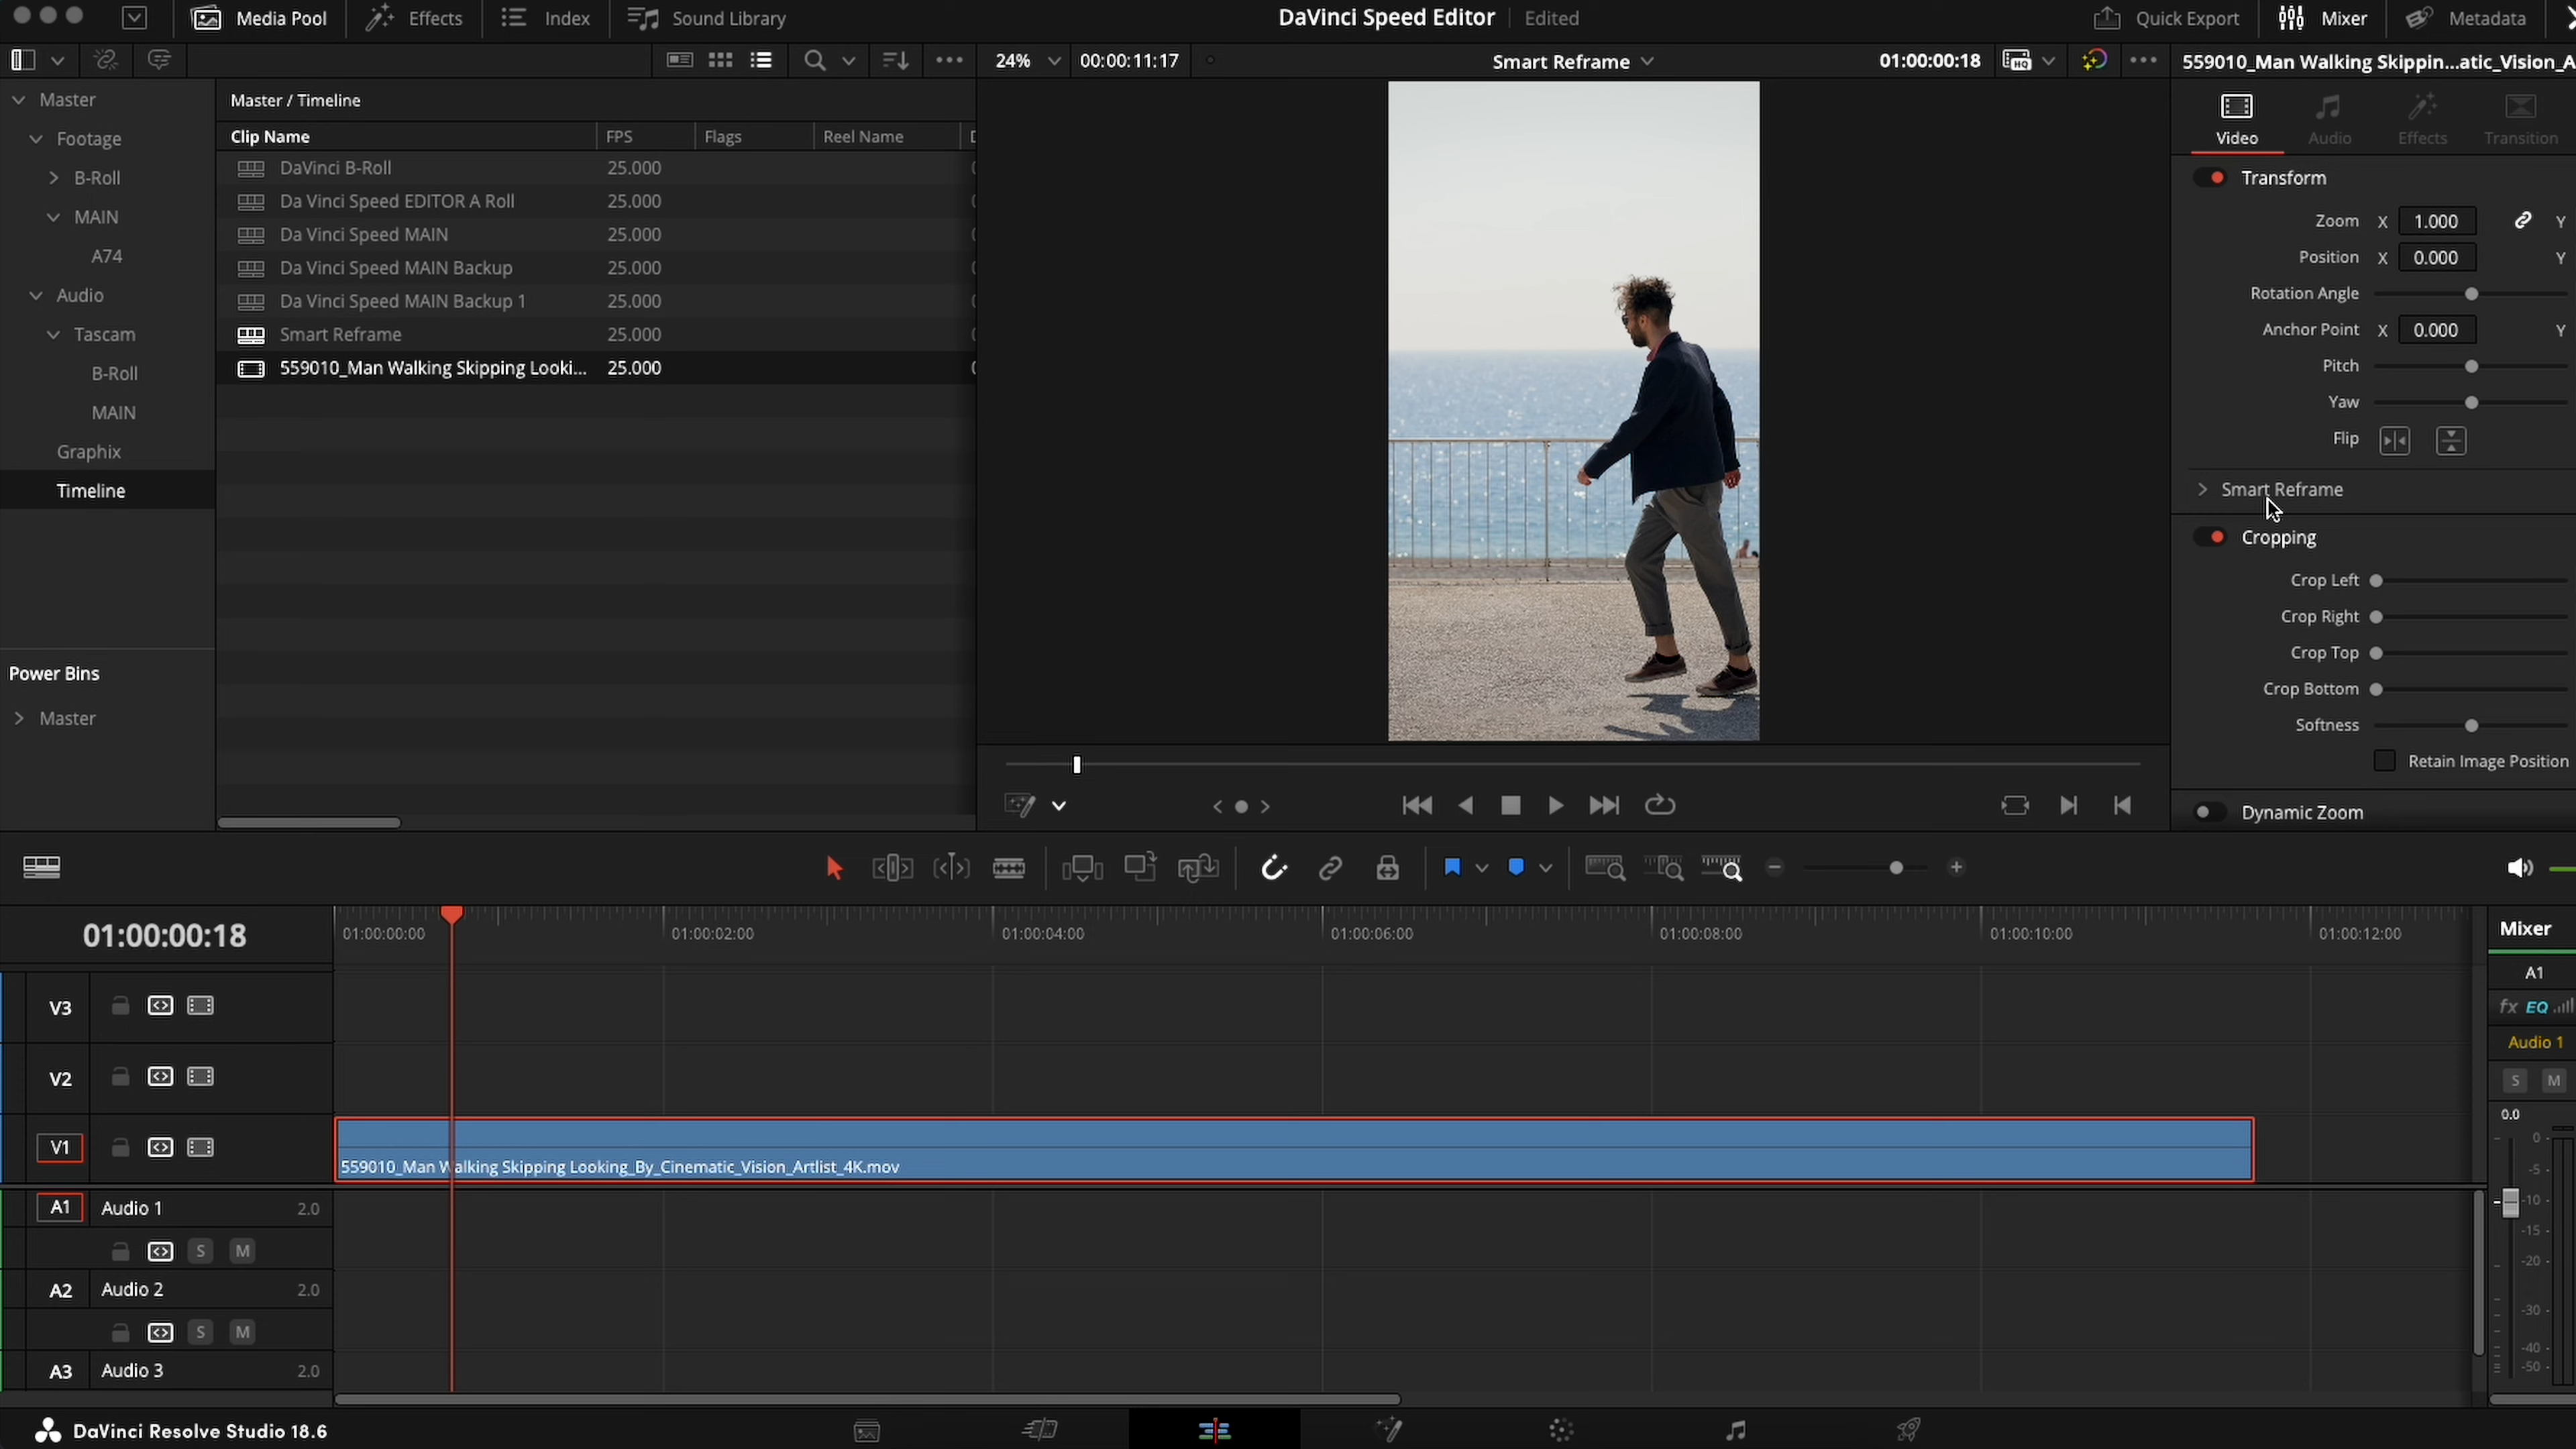 Media Pool Effects Index Sound Library DaVinci Speed Editor Edited Quick Export Mixer Metadata
24% 00:00:11:17 Smart Reframe 01:00:00:18 HQ 559010_Man Walking Skippin...atic_Vision_A
Master
Footage
B-Roll
MAIN
A74
Audio
Tascam
B-Roll
MAIN
Graphix
Timeline
Power Bins
Master
Master / Timeline
Clip Name FPS Flags Reel Name
DaVinci B-Roll 25.000
Da Vinci Speed EDITOR A Roll 25.000
Da Vinci Speed MAIN 25.000
Da Vinci Speed MAIN Backup 25.000
Da Vinci Speed MAIN Backup 1 25.000
Smart Reframe 25.000
559010_Man Walking Skipping Looki... 25.000
Video Audio Effects Transition
Transform
Zoom X 1.000 Y
Position X 0.000 Y
Rotation Angle
Anchor Point X 0.000 Y
Pitch
Yaw
Flip
Smart Reframe
Cropping
Crop Left
Crop Right
Crop Top
Crop Bottom
Softness
Retain Image Position
Dynamic Zoom
01:00:00:18
01:00:00:00 01:00:02:00 01:00:04:00 01:00:06:00 01:00:08:00 01:00:10:00 01:00:12:00
V3
V2
V1
559010_Man Walking Skipping Looking_By_Cinematic_Vision_Artlist_4K.mov
A1 Audio 1 2.0
S M
A2 Audio 2 2.0
S M
A3 Audio 3 2.0
Mixer
A1
fx EQ
Audio 1
S M
0.0
0
-5
-10
-15
-20
-30
-40
-50
DaVinci Resolve Studio 18.6